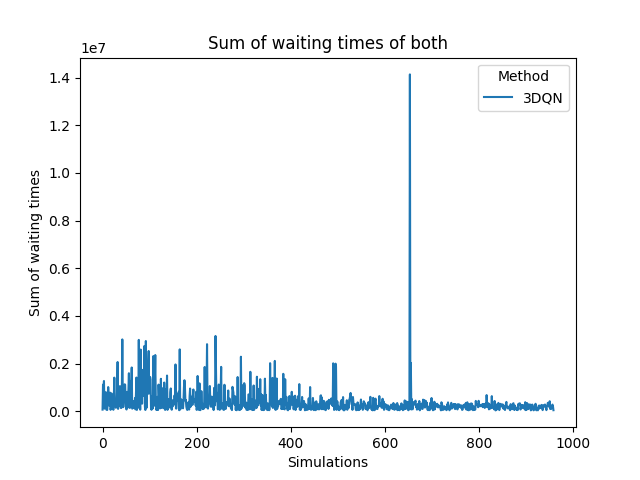 Sum of waiting times of both
1e7
Method
3DQN
1.4
1.2
1.0
0.8
0.6
0.4
0.2
0.0
Sum of waiting times
0 200 400 600 800 1000
Simulations